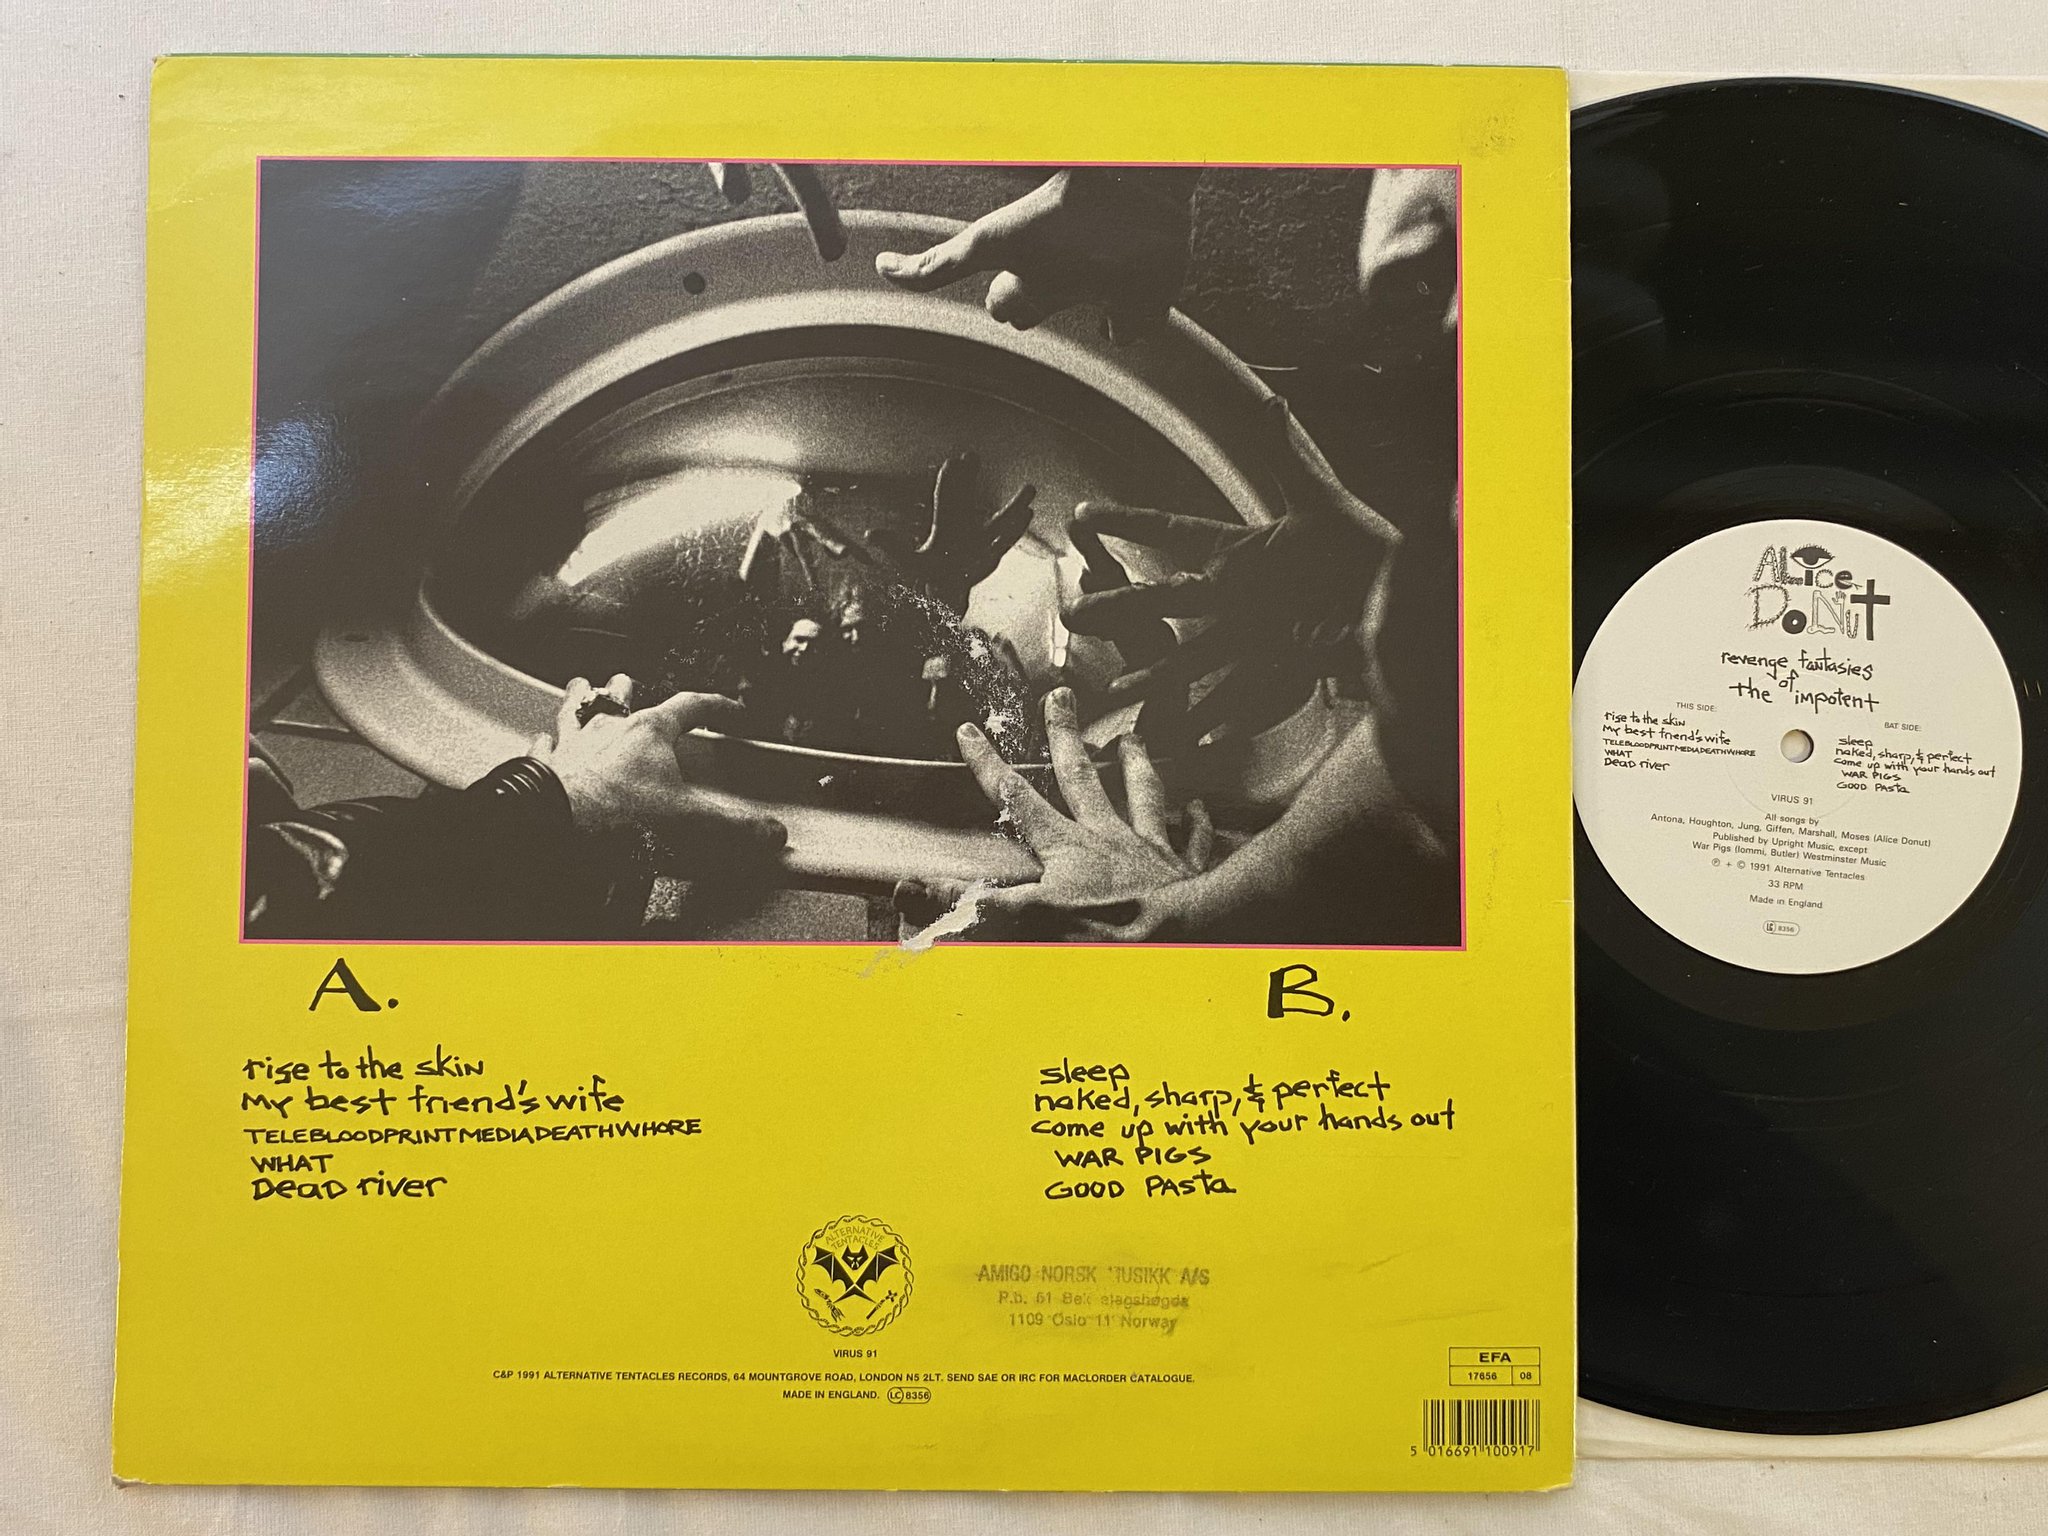 A.
rise to the skin
My best friend's wife
TELEBLOODPRINTMEDIADEATHWHORE
WHAT
Dead river
B.
sleep
naked, sharp, & perfect
come up with your hands out
WAR PIGS
GOOD PASTA
ALTERNATIVE
TENTACLES
VIRUS 91
AMIGO NORSK MUSIKK A/S
P.b. 61
1109 Oslo 11 Norway
C&P 1991 ALTERNATIVE TENTACLES RECORDS, 64 MOUNTGROVE ROAD, LONDON N5 2LT. SEND SAE OR IRC FOR MACLORDER CATALOGUE.
MADE IN ENGLAND. LC 8356
EFA
17656 08
5 016691 100917
ALICE
DONUT
revenge fantasies
of
the impotent
THIS SIDE:
rise to the skin
My best friend's wife
TELEBLOODPRINTMEDIADEATHWHORE
WHAT
Dead river
BAT SIDE:
sleep
naked, sharp, & perfect
come up with your hands out
WAR PIGS
GOOD PASTA
VIRUS 91
All songs by
Antona, Houghton, Jung, Giffen, Marshall, Moses (Alice Donut)
Published by Upright Music, except
War Pigs (Iommi, Butler) Westminster Music
℗ + © 1991 Alternative Tentacles
33 RPM
Made in England
LC 8356